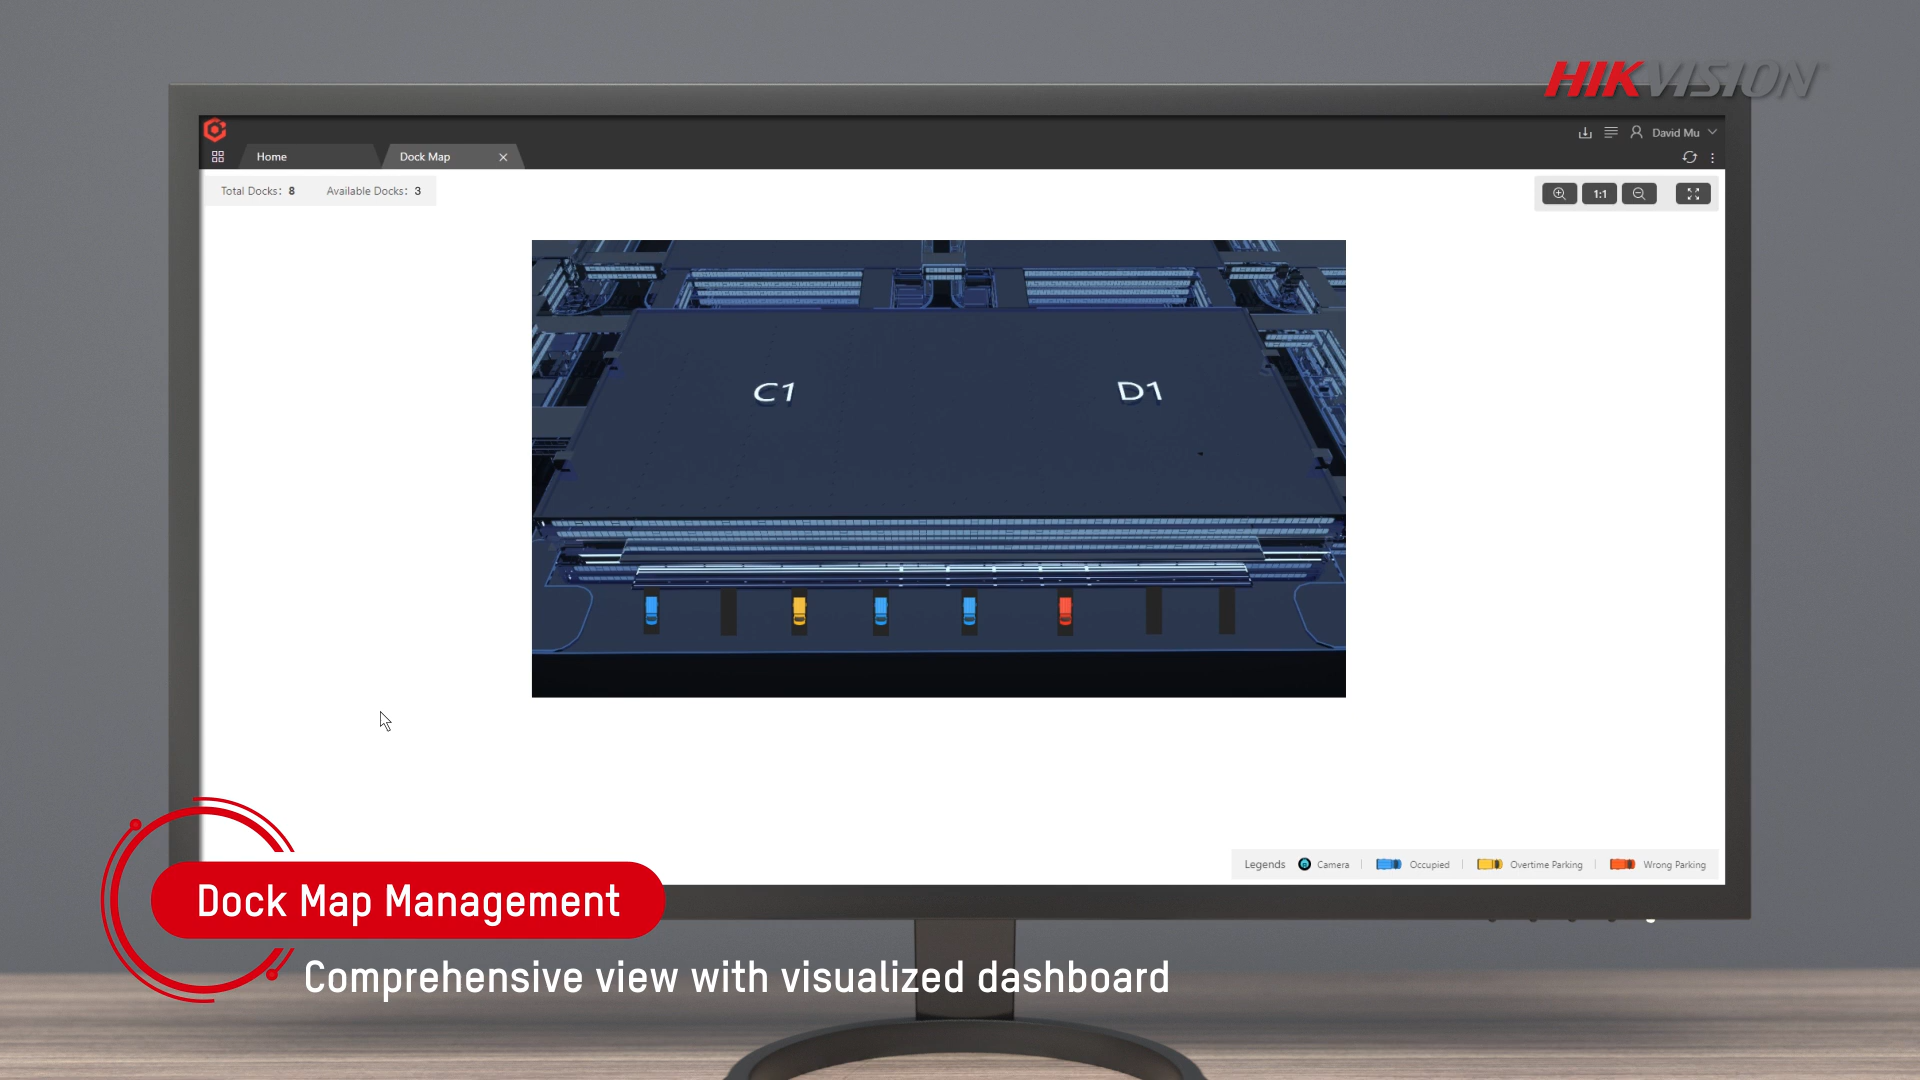 HIKVISION
David Mu
Home
Dock Map
Total Docks: 8
Available Docks: 3
1:1
C1
D1
Legends
Camera
Occupied
Overtime Parking
Wrong Parking
Dock Map Management
Comprehensive view with visualized dashboard